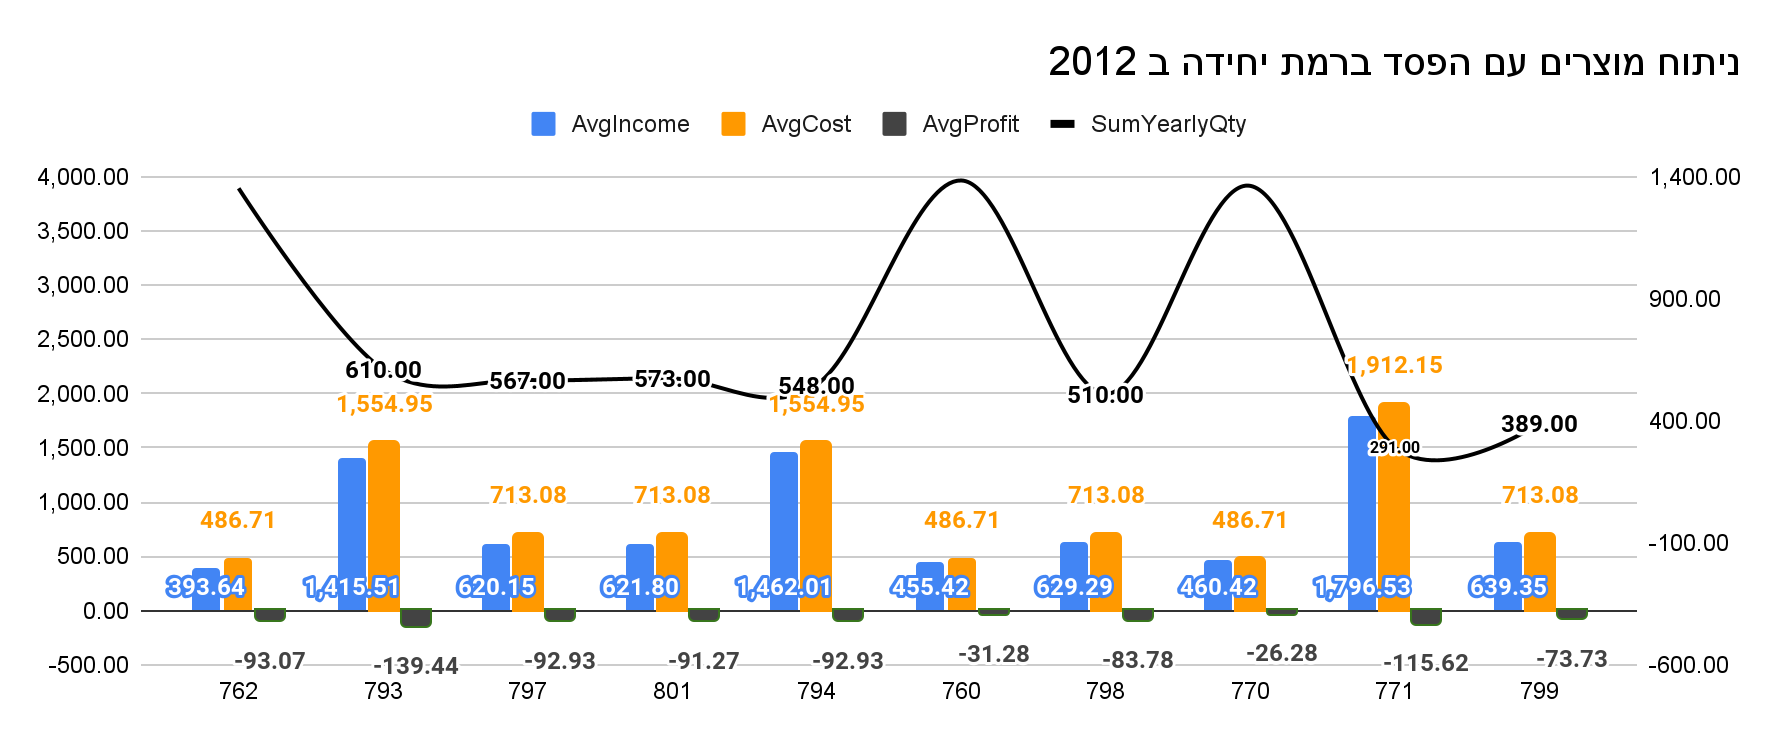 ניתוח מוצרים עם הפסד ברמת יחידה ב 2012
AvgIncome AvgCost AvgProfit SumYearlyQty
4,000.00 1,400.00
3,500.00
3,000.00 900.00
2,500.00
2,000.00 400.00
1,500.00
1,000.00
500.00 -100.00
0.00
-500.00 -600.00
610.00 567.00 573.00 548.00 510.00 291.00 389.00
486.71 1,554.95 713.08 713.08 1,554.95 486.71 713.08 486.71 1,912.15 713.08
393.64 1,415.51 620.15 621.80 1,462.01 455.42 629.29 460.42 1,796.53 639.35
-93.07 -139.44 -92.93 -91.27 -92.93 -31.28 -83.78 -26.28 -115.62 -73.73
762 793 797 801 794 760 798 770 771 799